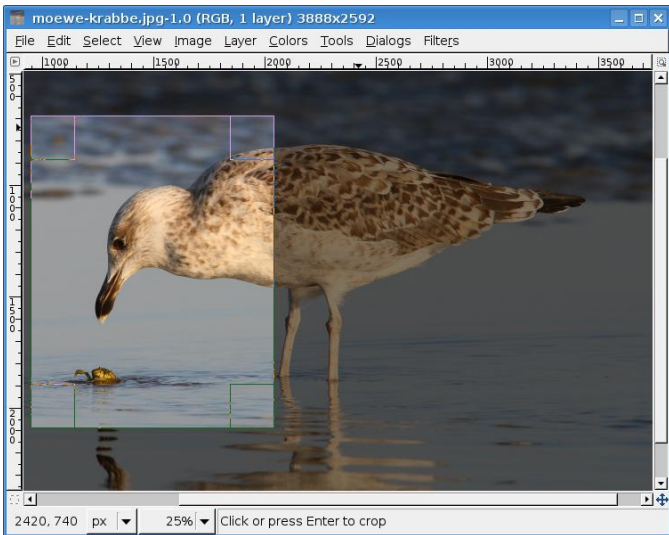 moewe-krabbe.jpg-1.0 (RGB, 1 layer) 3888x2592
File Edit Select View Image Layer Colors Tools Dialogs Filters
1000 1500 2000 2500 3000 3500
500
1000
1500
2000
2420, 740 px 25% Click or press Enter to crop